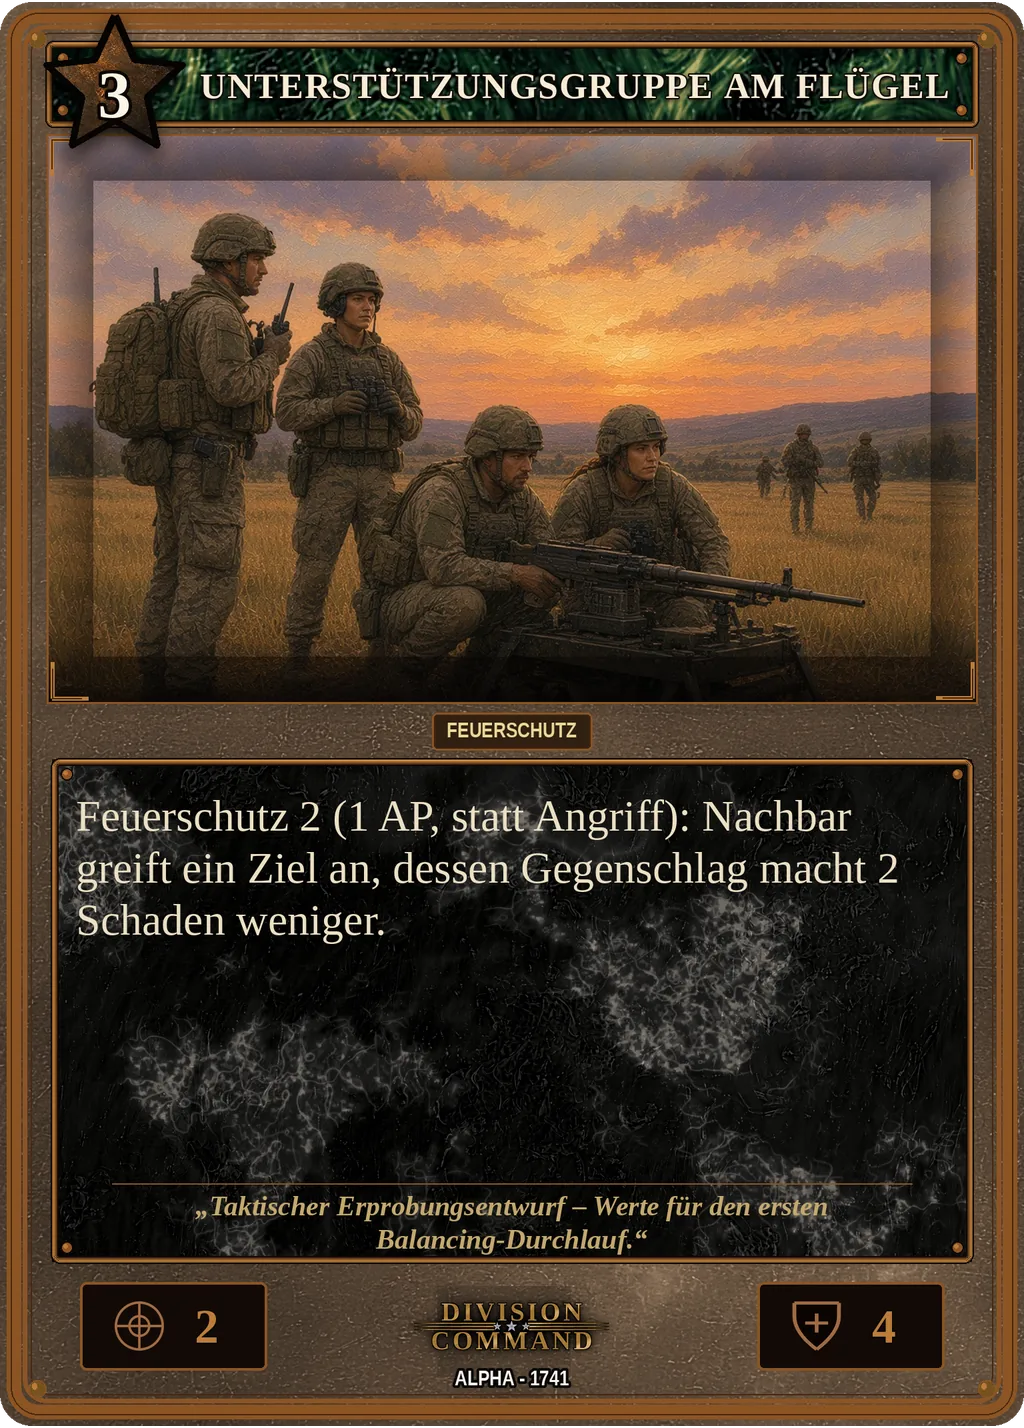 3
UNTERSTÜTZUNGSGRUPPE AM FLÜGEL
FEUERSCHUTZ
Feuerschutz 2 (1 AP, statt Angriff): Nachbar
greift ein Ziel an, dessen Gegenschlag macht 2
Schaden weniger.
„Taktischer Erprobungsentwurf – Werte für den ersten
Balancing-Durchlauf.“
2
DIVISION
COMMAND
ALPHA - 1741
4